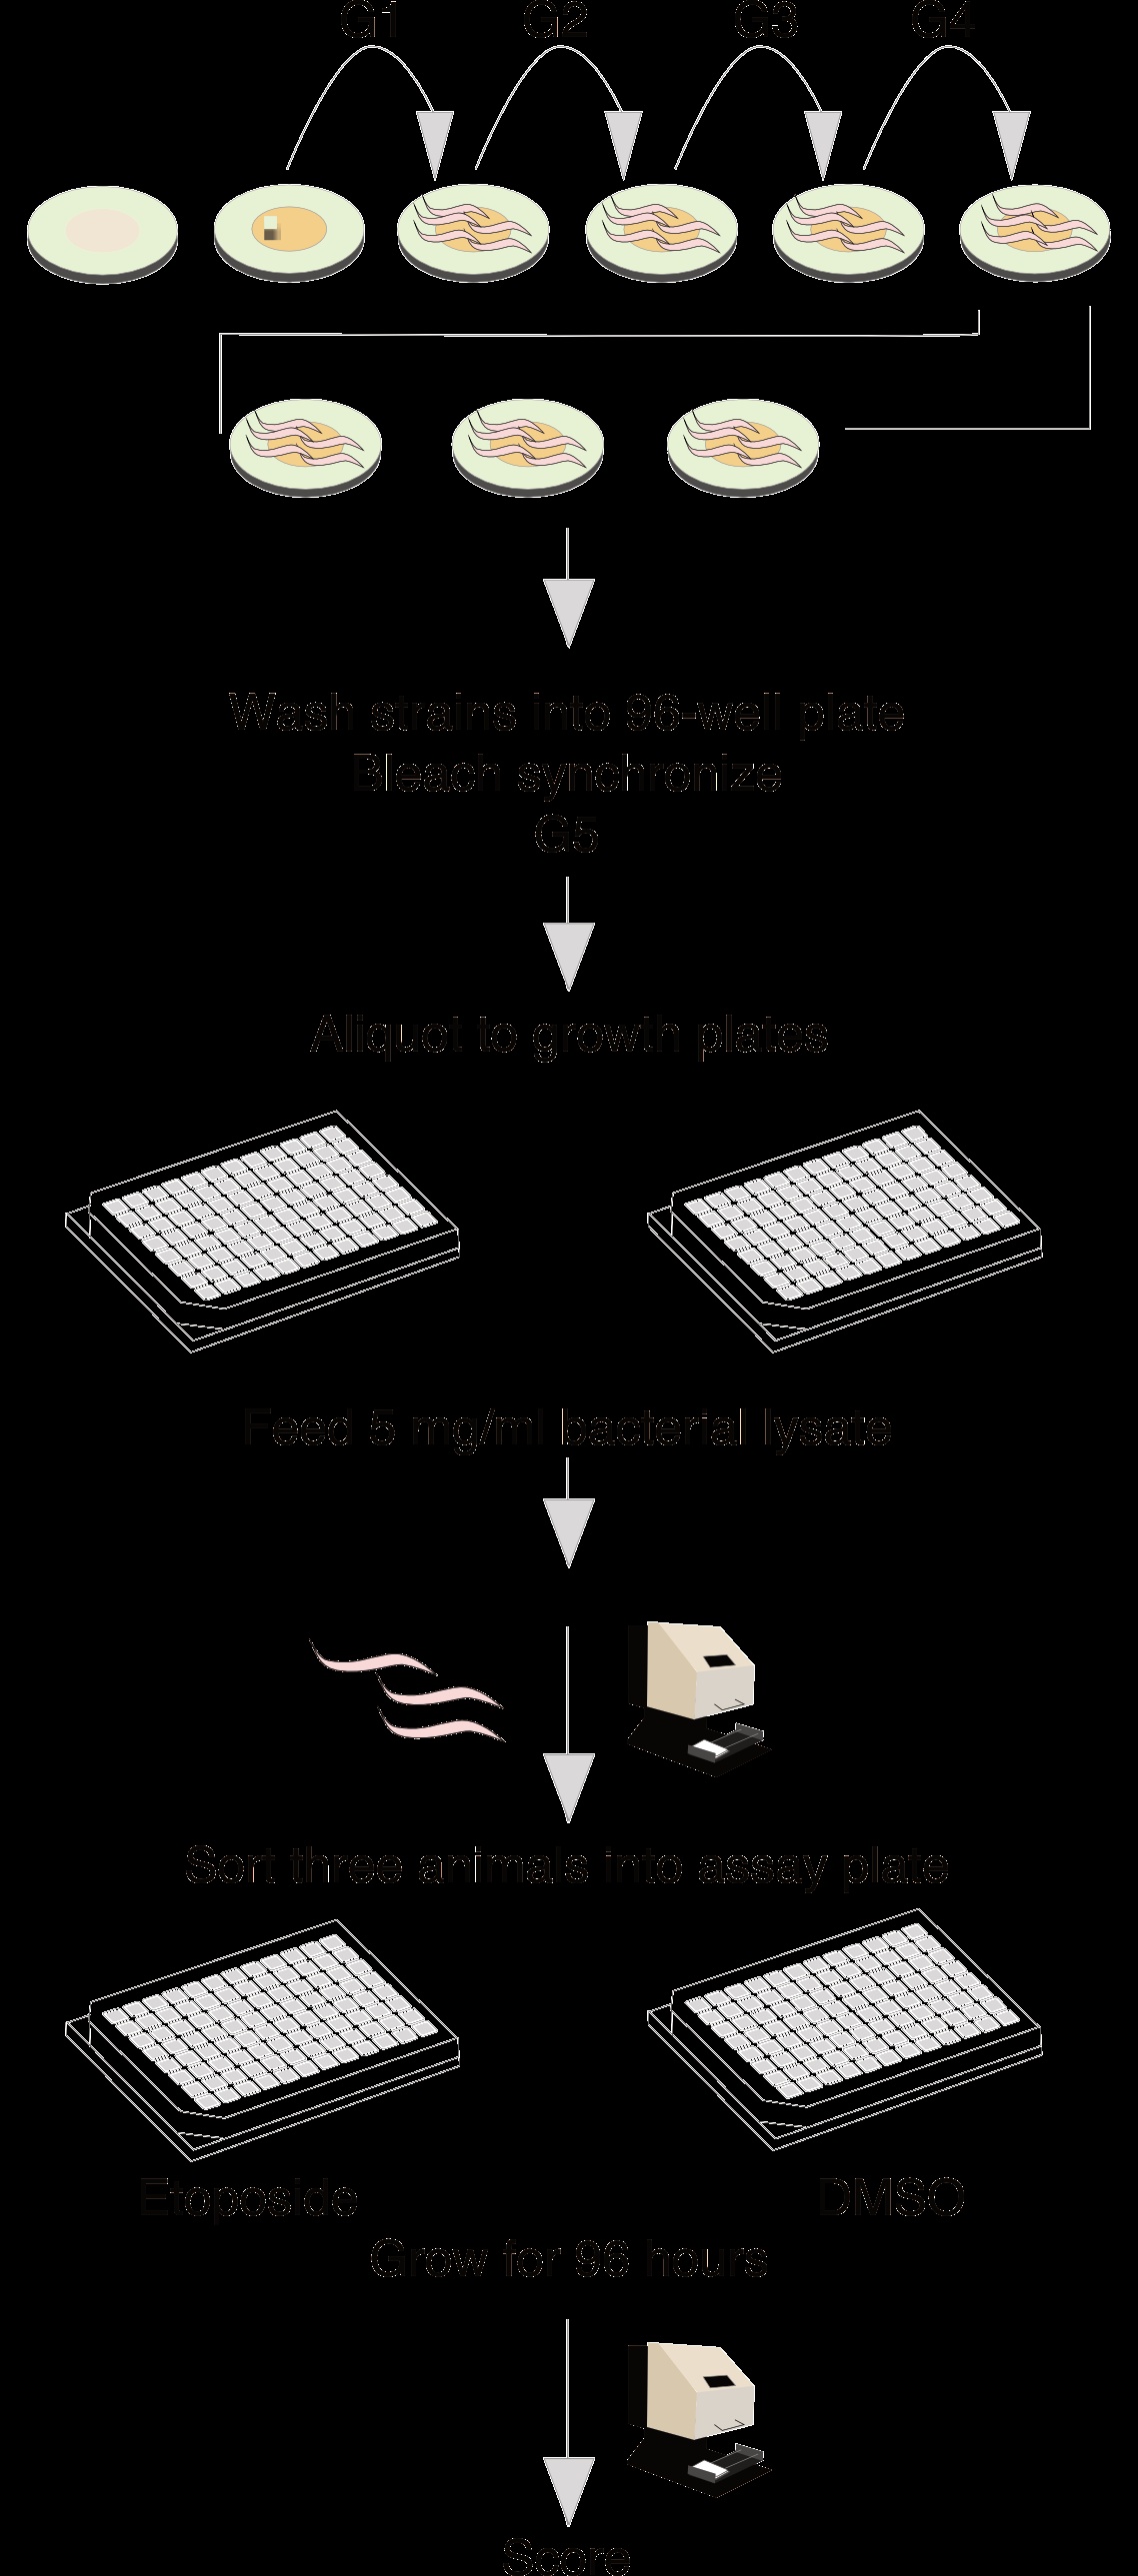 G1 G2 G3 G4
Wash strains into 96-well plate
Bleach synchronize
G5
Aliquot to growth plates
Feed 5 mg/ml bacterial lysate
Sort three animals into assay plate
Etoposide DMSO
Grow for 96 hours
Score